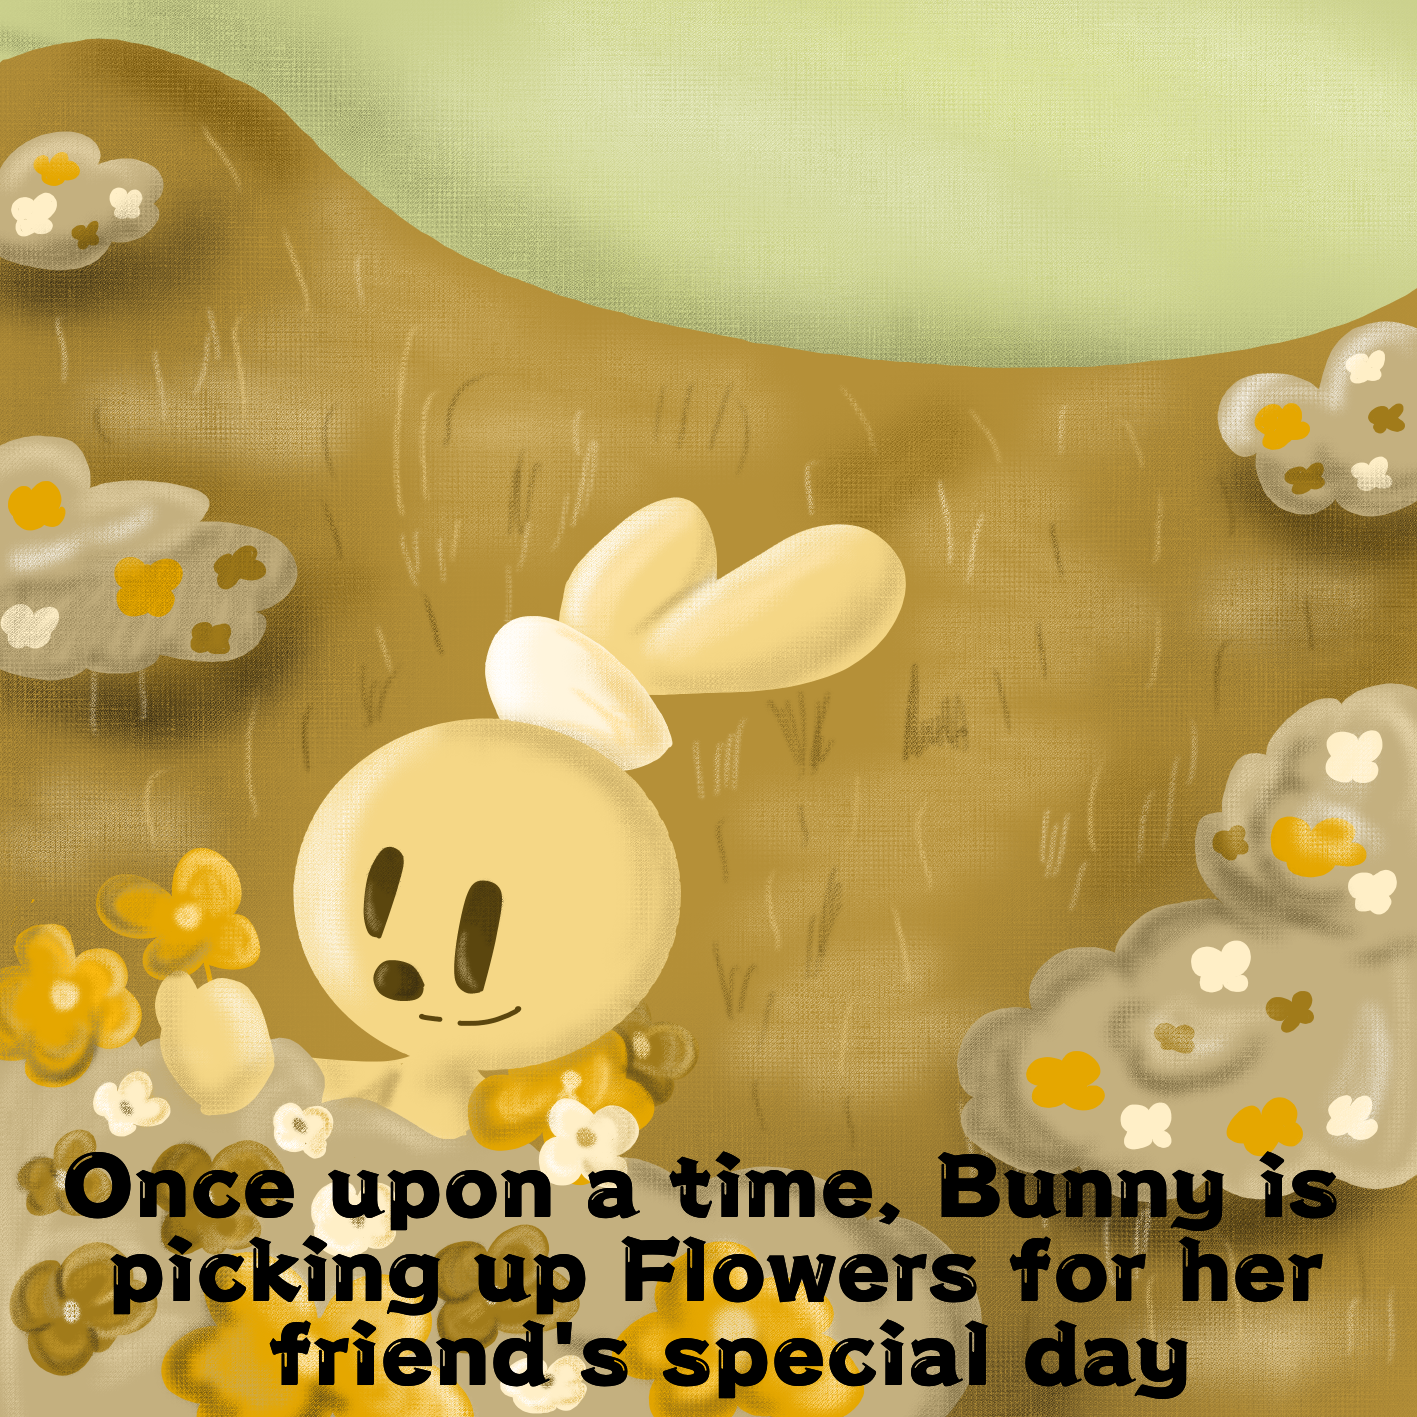 Once upon a time, Bunny is
picking up Flowers for her
friend's special day